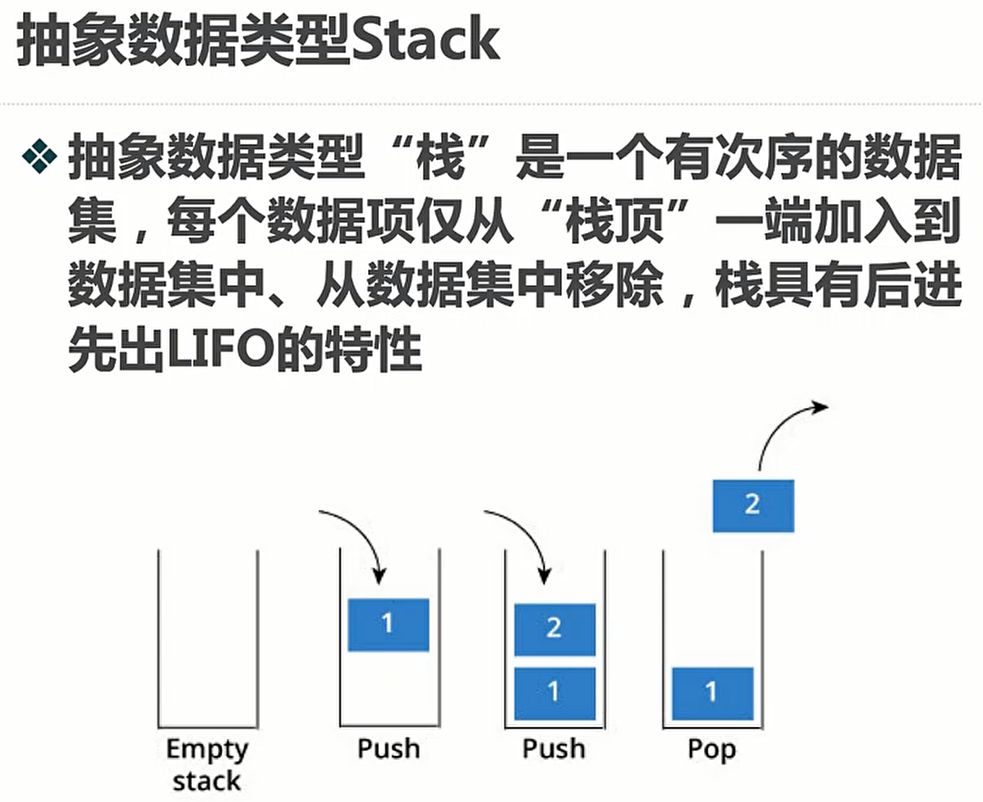 抽象数据类型Stack
抽象数据类型“栈”是一个有次序的数据
集，每个数据项仅从“栈顶”一端加入到
数据集中、从数据集中移除，栈具有后进
先出LIFO的特性
2
1
2
1
1
Empty
stack
Push
Push
Pop